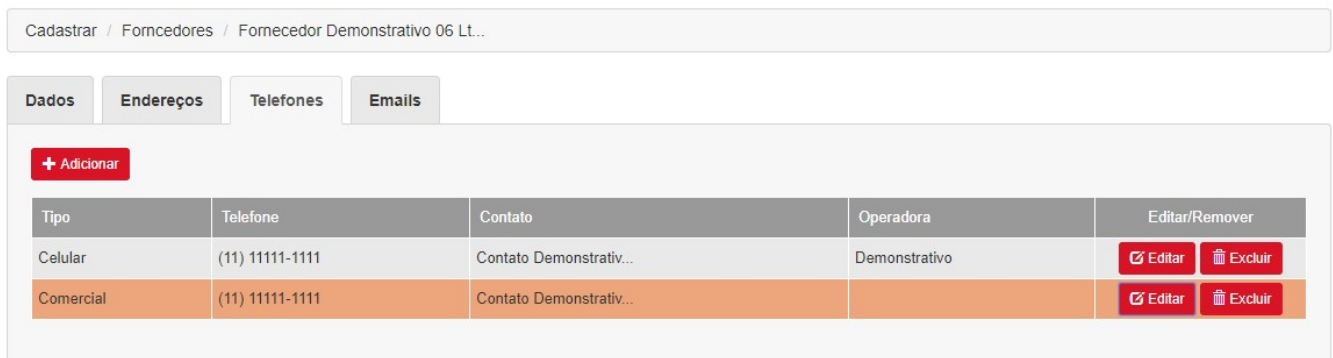 Cadastrar / Forncedores / Fornecedor Demonstrativo 06 Lt...
Dados Endereços Telefones Emails
Adicionar
Tipo Telefone Contato Operadora Editar/Remover
Celular (11) 11111-1111 Contato Demonstrativ... Demonstrativo Editar Excluir
Comercial (11) 11111-1111 Contato Demonstrativ... Editar Excluir